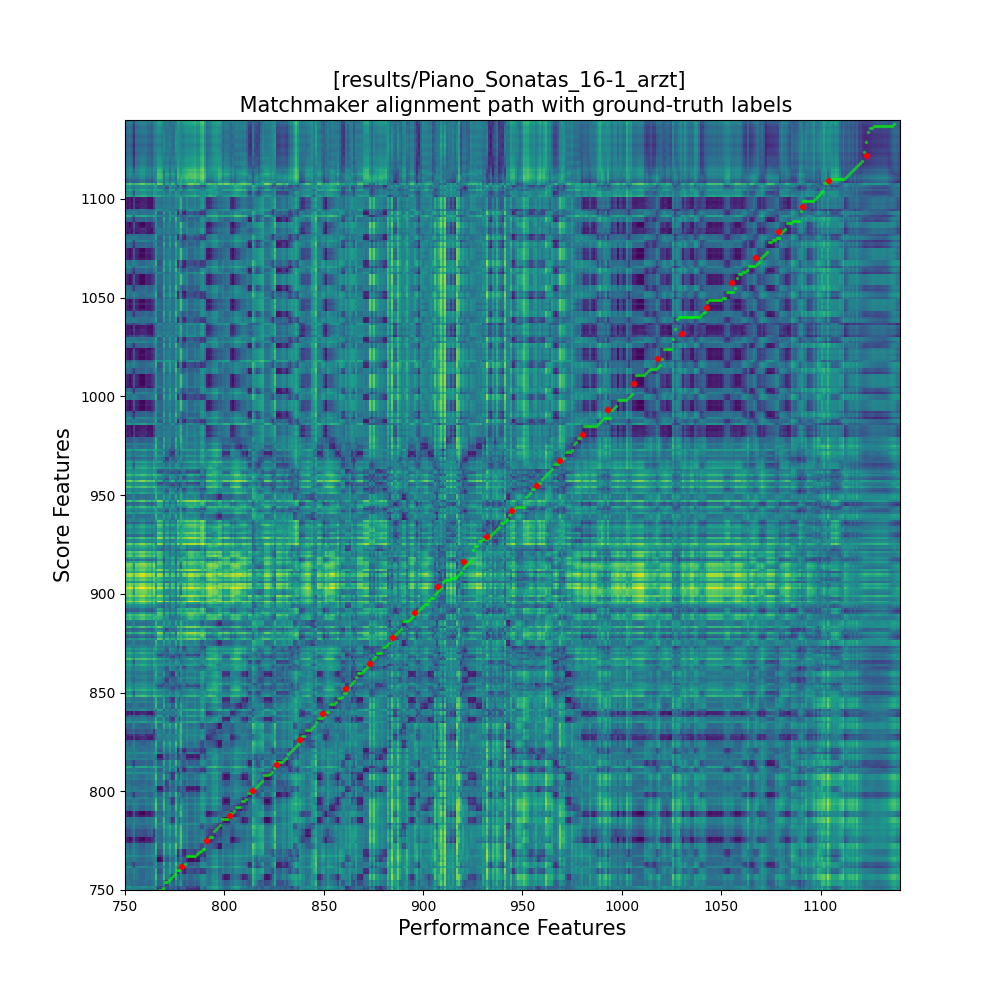 [results/Piano_Sonatas_16-1_arzt]
Matchmaker alignment path with ground-truth labels
1100
1050
1000
950
900
850
800
750
Score Features
750 800 850 900 950 1000 1050 1100
Performance Features